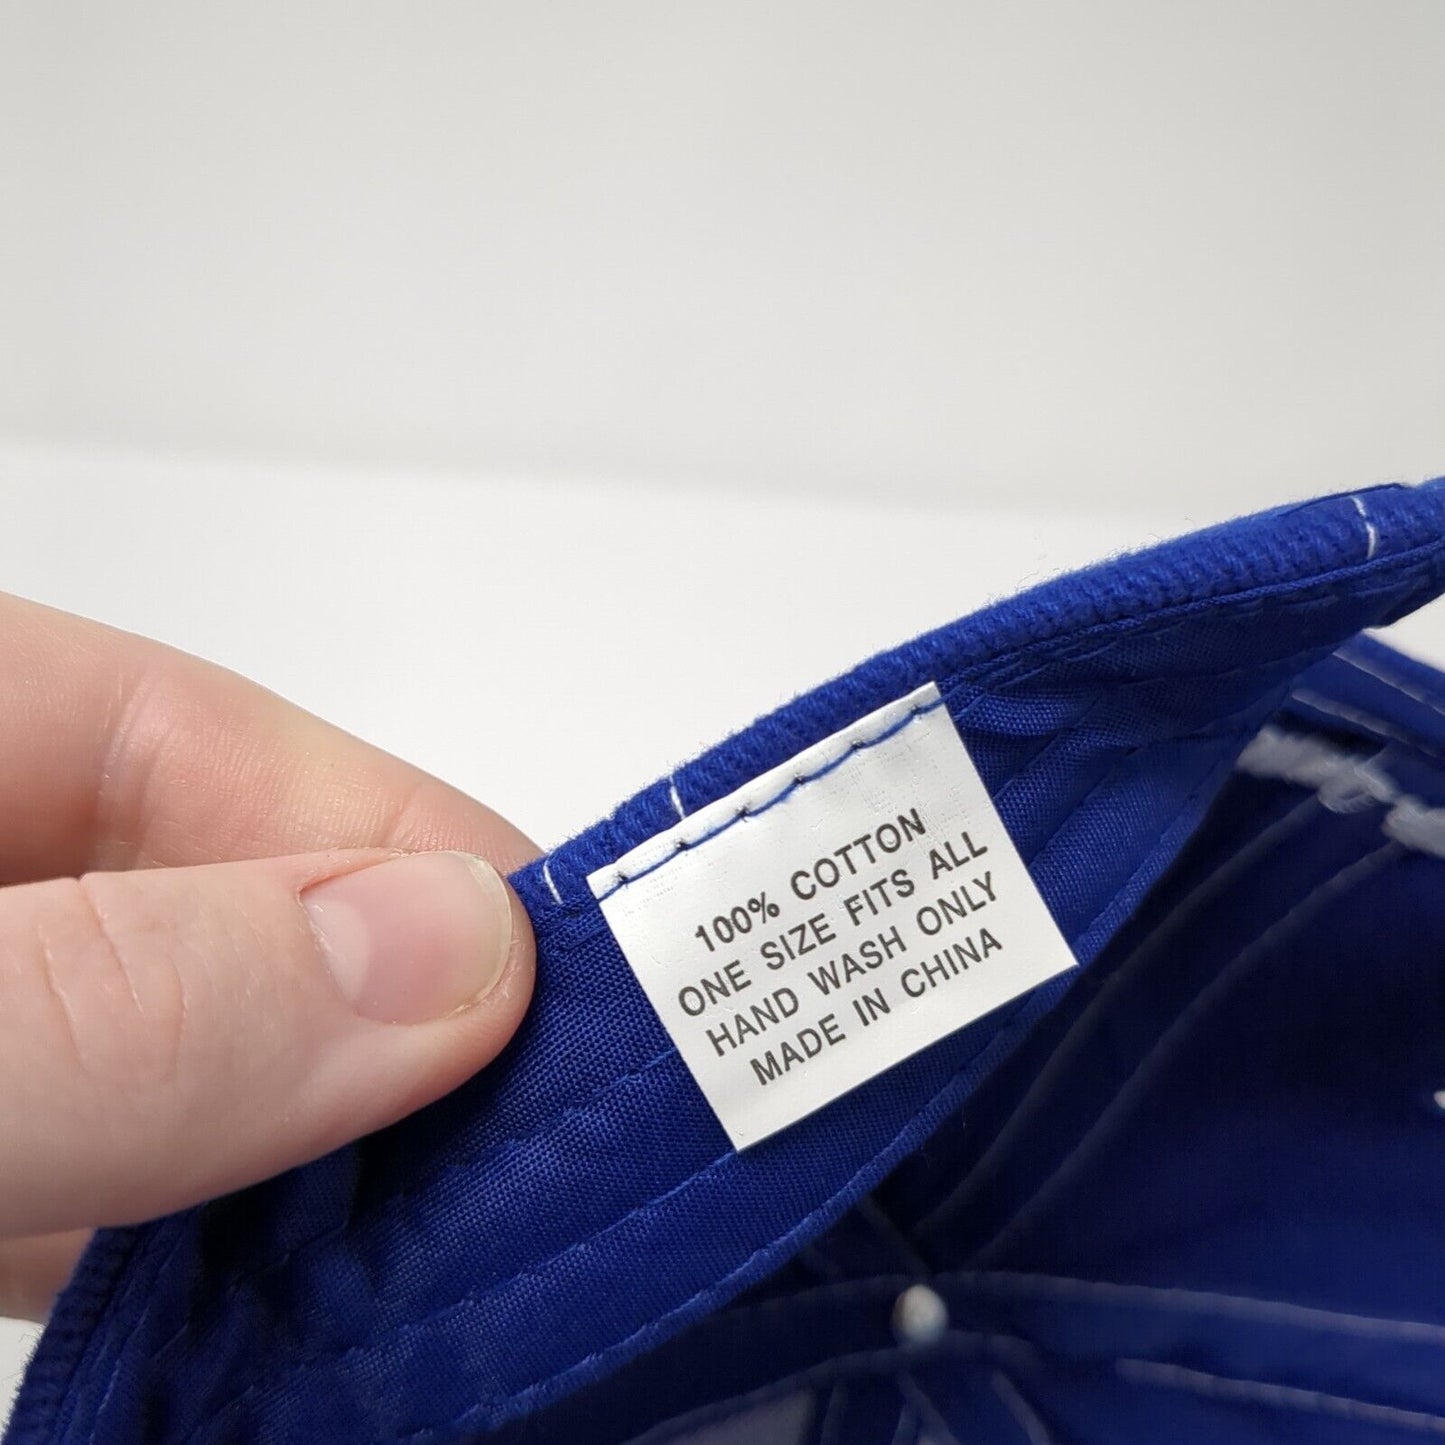 100% COTTON
ONE SIZE FITS ALL
HAND WASH ONLY
MADE IN CHINA